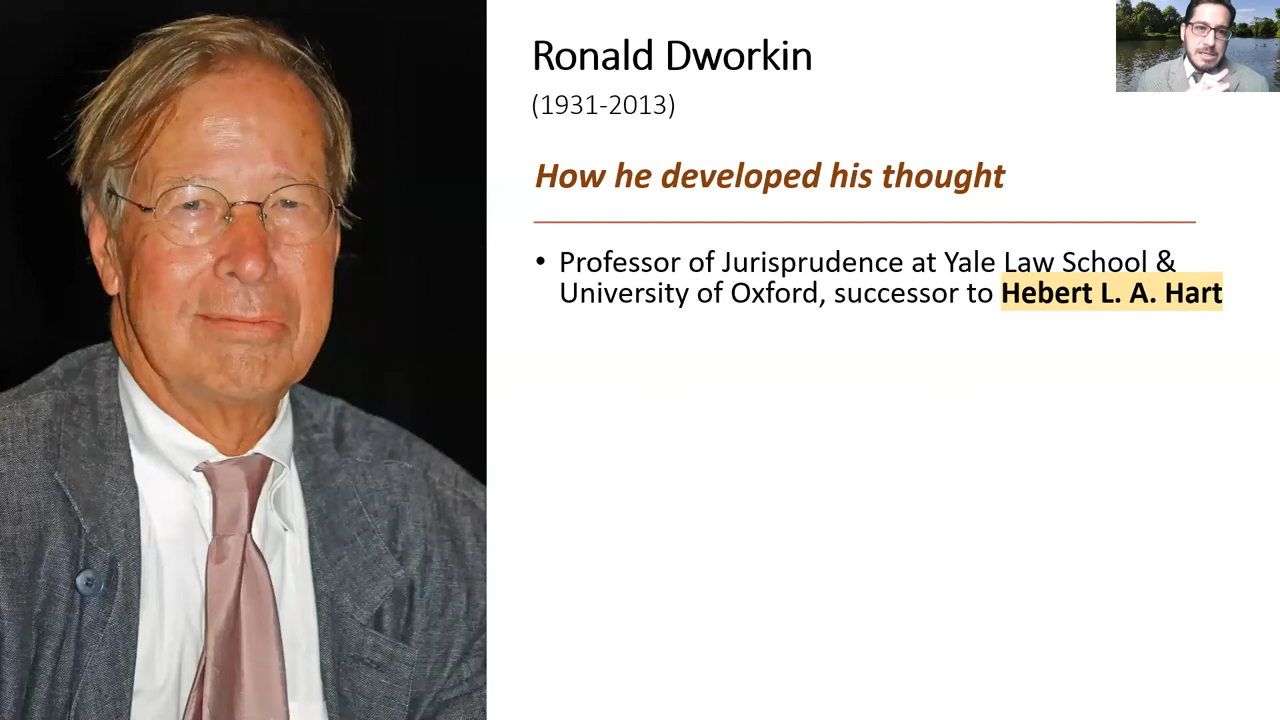 Ronald Dworkin
(1931-2013)
How he developed his thought
• Professor of Jurisprudence at Yale Law School &
University of Oxford, successor to Hebert L. A. Hart